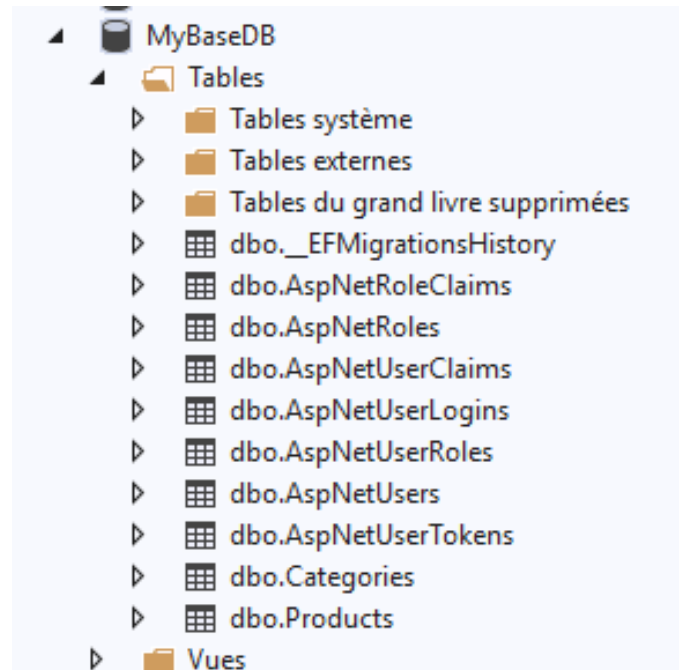 MyBaseDB
Tables
Tables système
Tables externes
Tables du grand livre supprimées
dbo.__EFMigrationsHistory
dbo.AspNetRoleClaims
dbo.AspNetRoles
dbo.AspNetUserClaims
dbo.AspNetUserLogins
dbo.AspNetUserRoles
dbo.AspNetUsers
dbo.AspNetUserTokens
dbo.Categories
dbo.Products
Vues